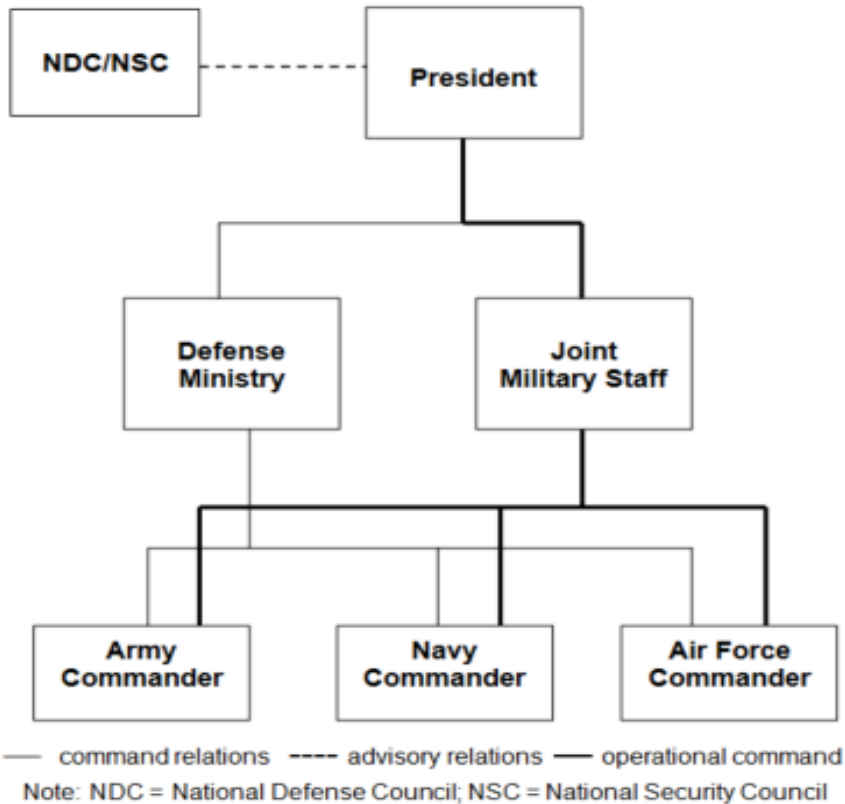 NDC/NSC
President
Defense
Ministry
Joint
Military Staff
Army
Commander
Navy
Commander
Air Force
Commander
command relations
advisory relations
operational command
Note: NDC = National Defense Council; NSC = National Security Council